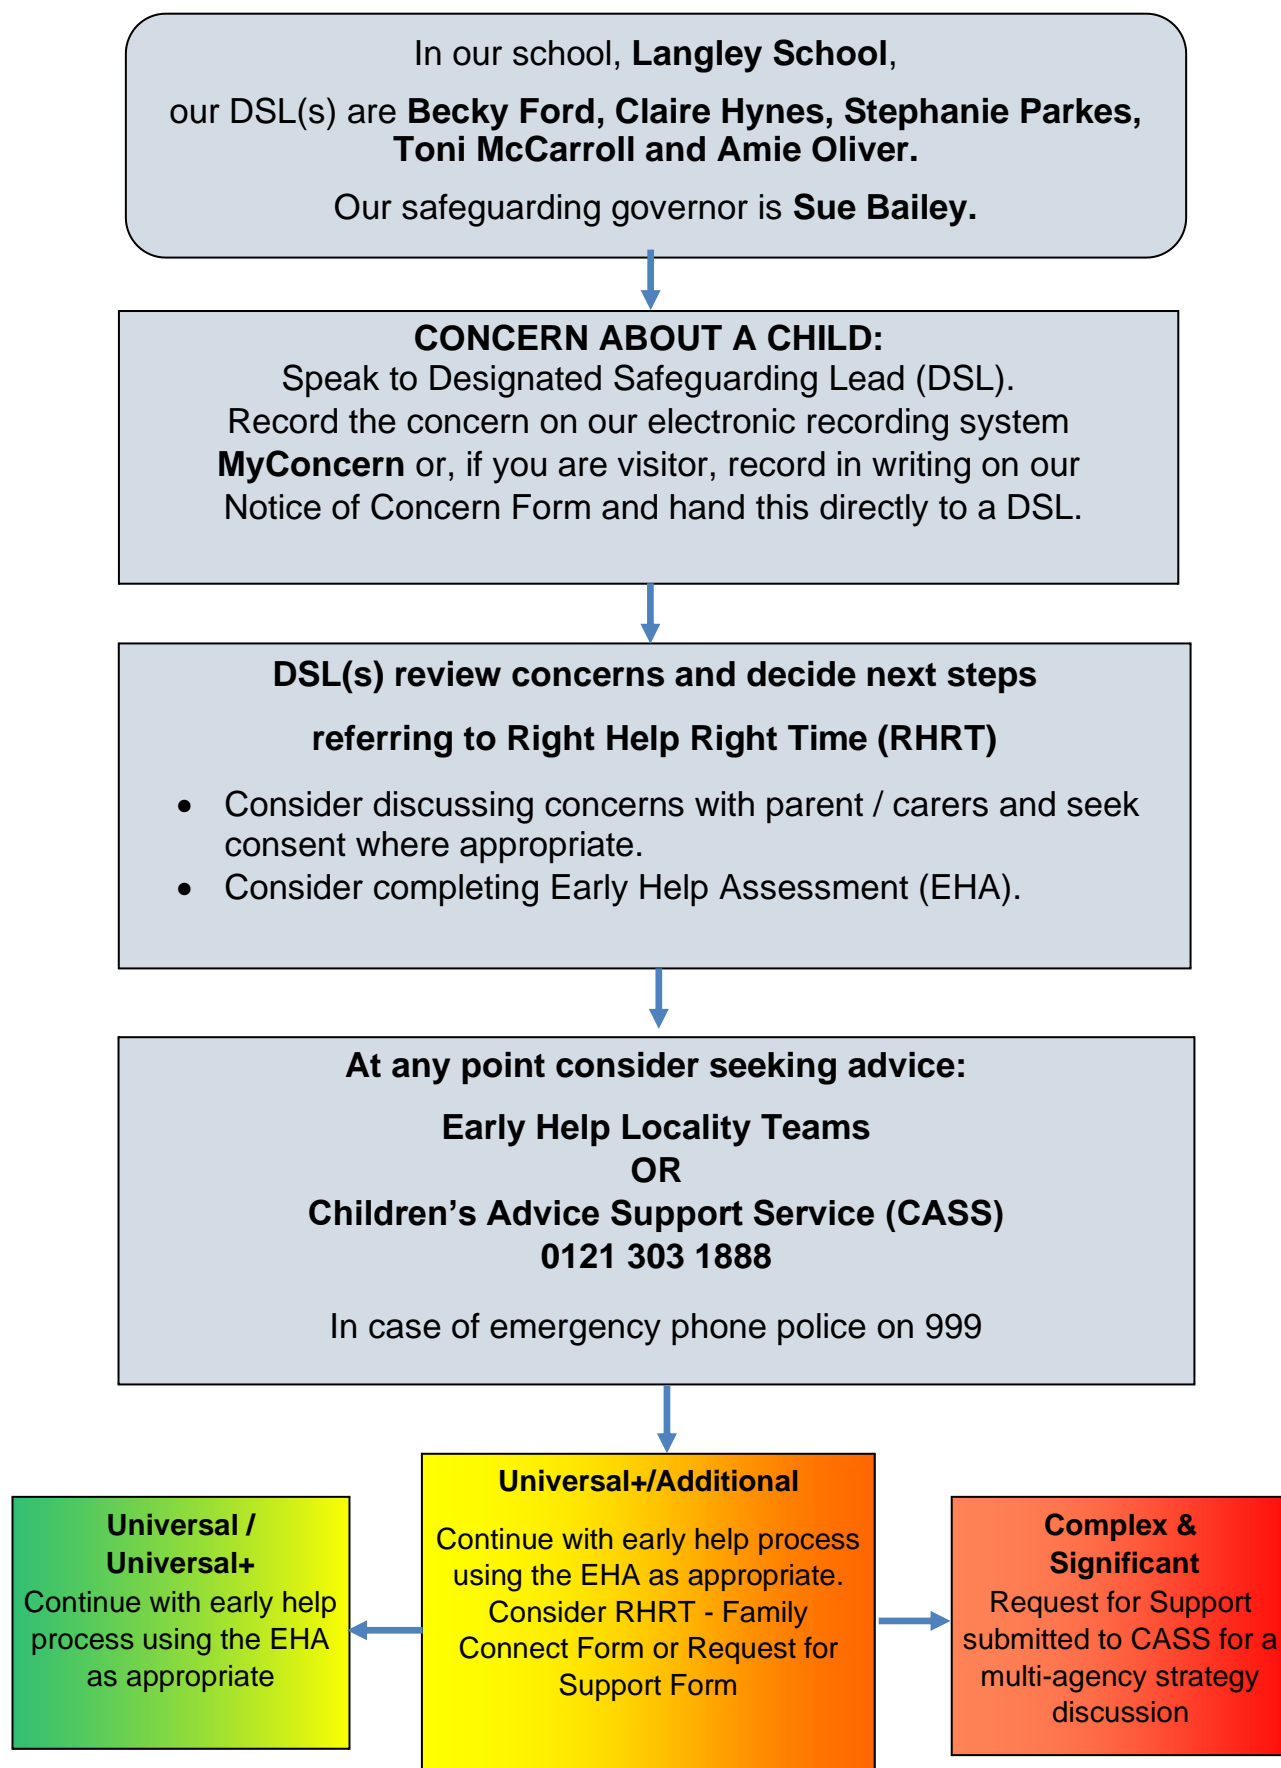 In our school, Langley School,
our DSL(s) are Becky Ford, Claire Hynes, Stephanie Parkes,
Toni McCarroll and Amie Oliver.
Our safeguarding governor is Sue Bailey.
CONCERN ABOUT A CHILD:
Speak to Designated Safeguarding Lead (DSL).
Record the concern on our electronic recording system
MyConcern or, if you are visitor, record in writing on our
Notice of Concern Form and hand this directly to a DSL.
DSL(s) review concerns and decide next steps
referring to Right Help Right Time (RHRT)
• Consider discussing concerns with parent / carers and seek
consent where appropriate.
• Consider completing Early Help Assessment (EHA).
At any point consider seeking advice:
Early Help Locality Teams
OR
Children’s Advice Support Service (CASS)
0121 303 1888
In case of emergency phone police on 999
Universal /
Universal+
Continue with early help
process using the EHA
as appropriate
Universal+/Additional
Continue with early help process
using the EHA as appropriate.
Consider RHRT - Family
Connect Form or Request for
Support Form
Complex &
Significant
Request for Support
submitted to CASS for a
multi-agency strategy
discussion